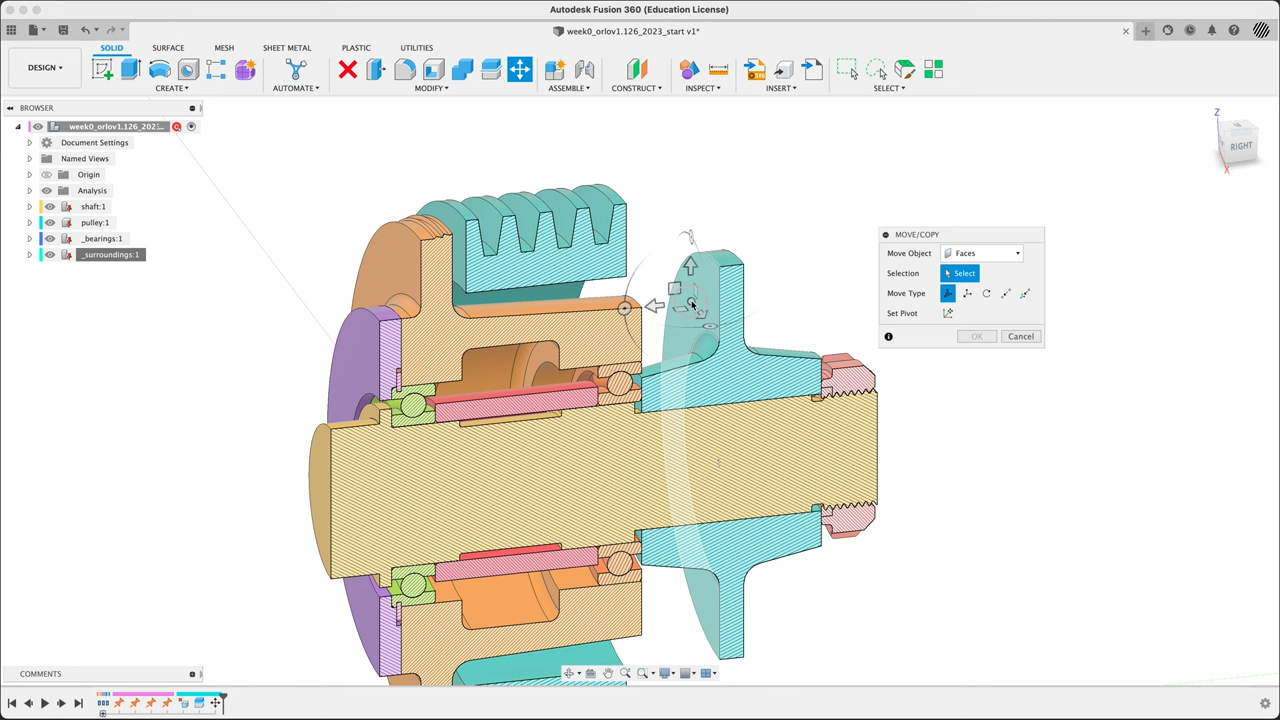 Autodesk Fusion 360 (Education License)
week0_orlov1.126_2023_start v1*
DESIGN
SOLID
SURFACE
MESH
SHEET METAL
PLASTIC
UTILITIES
CREATE
AUTOMATE
MODIFY
ASSEMBLE
CONSTRUCT
INSPECT
INSERT
SELECT
BROWSER
week0_orlov1.126_202...
Document Settings
Named Views
Origin
Analysis
shaft:1
pulley:1
_bearings:1
_surroundings:1
Z
RIGHT
X
MOVE/COPY
Move Object
Faces
Selection
Select
Move Type
Set Pivot
OK
Cancel
COMMENTS